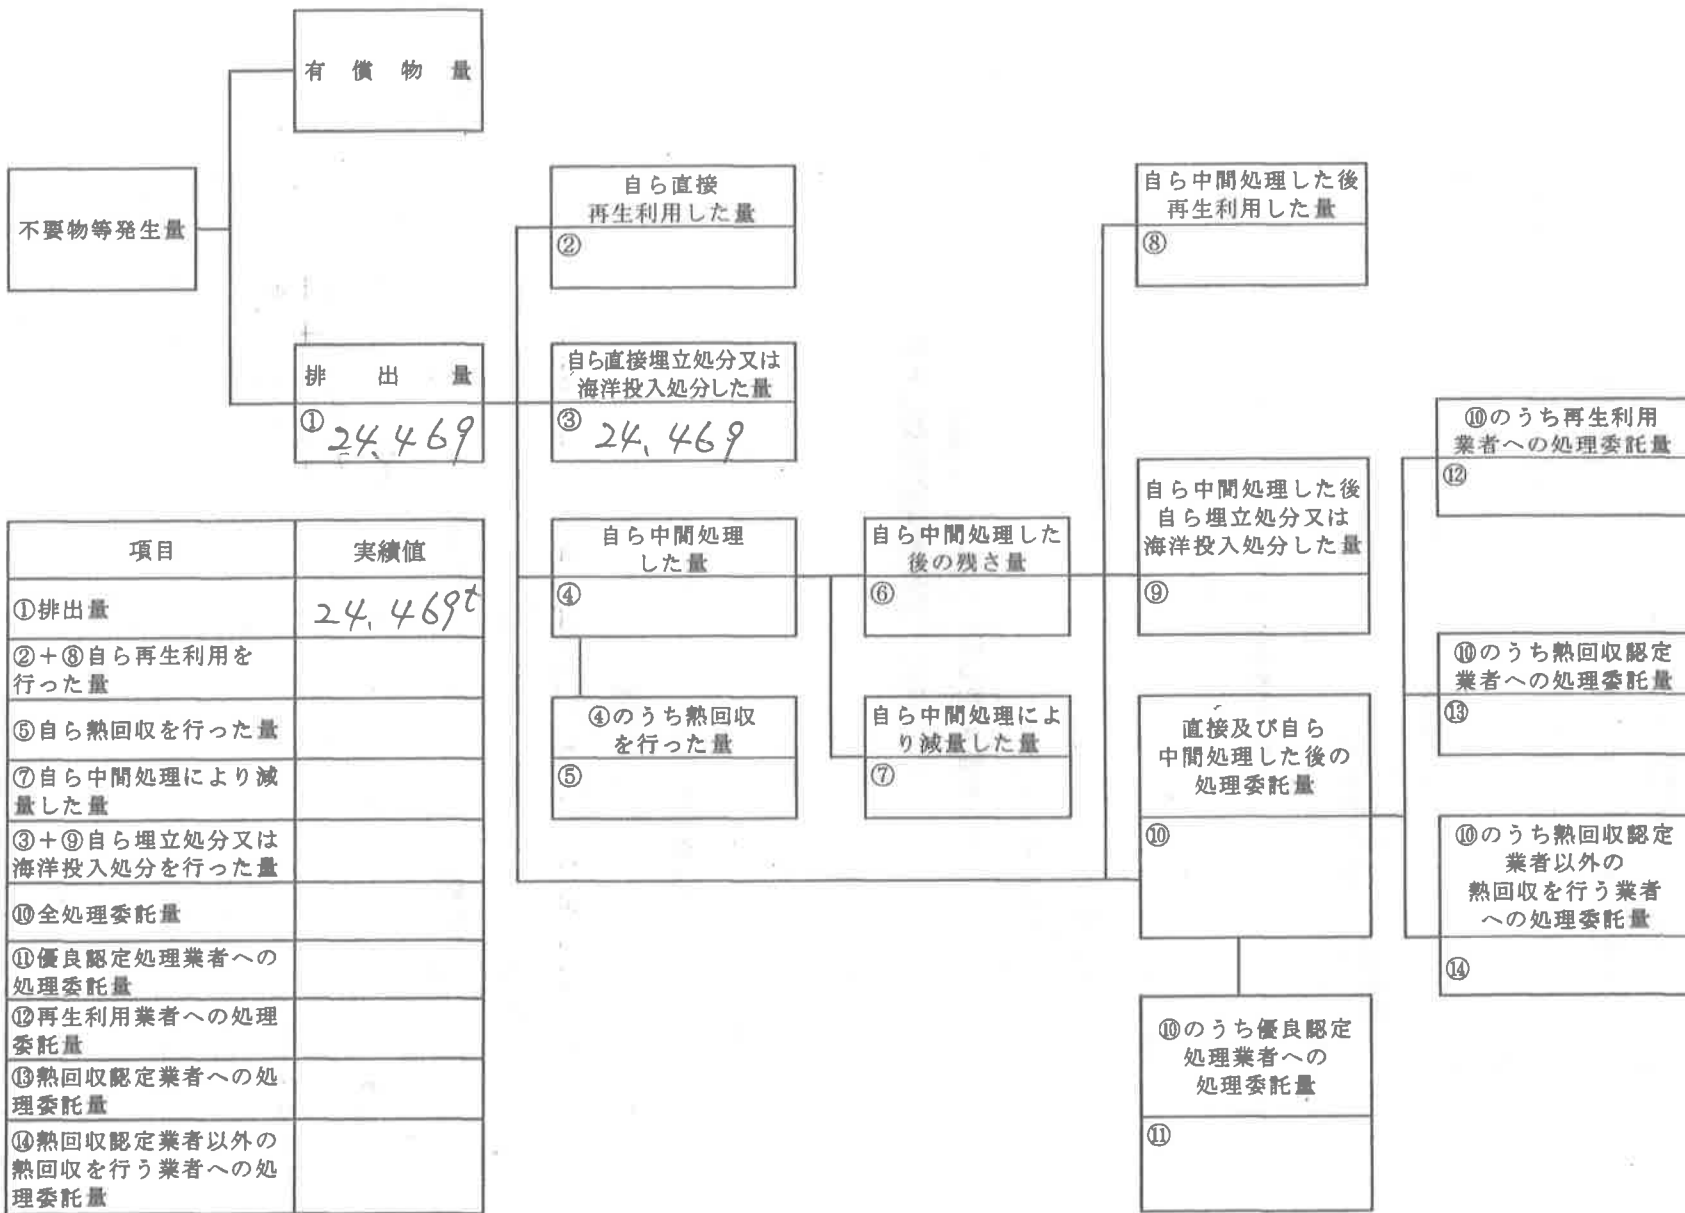 有償物量
不要物等発生量
排出量
① 24,469
自ら直接
再生利用した量
②
自ら直接埋立処分又は
海洋投入処分した量
③ 24,469
自ら中間処理
した量
④
④のうち熱回収
を行った量
⑤
自ら中間処理した
後の残さ量
⑥
自ら中間処理によ
り減量した量
⑦
自ら中間処理した後
再生利用した量
⑧
自ら中間処理した後
自ら埋立処分又は
海洋投入処分した量
⑨
直接及び自ら
中間処理した後の
処理委託量
⑩
⑩のうち優良認定
処理業者への
処理委託量
⑪
⑩のうち再生利用
業者への処理委託量
⑫
⑩のうち熱回収認定
業者への処理委託量
⑬
⑩のうち熱回収認定
業者以外の
熱回収を行う業者
への処理委託量
⑭
項目 実績値
①排出量 24,469t
②+⑧自ら再生利用を
行った量
⑤自ら熱回収を行った量
⑦自ら中間処理により減
量した量
③+⑨自ら埋立処分又は
海洋投入処分を行った量
⑩全処理委託量
⑪優良認定処理業者への
処理委託量
⑫再生利用業者への処理
委託量
⑬熱回収認定業者への処
理委託量
⑭熱回収認定業者以外の
熱回収を行う業者への処
理委託量